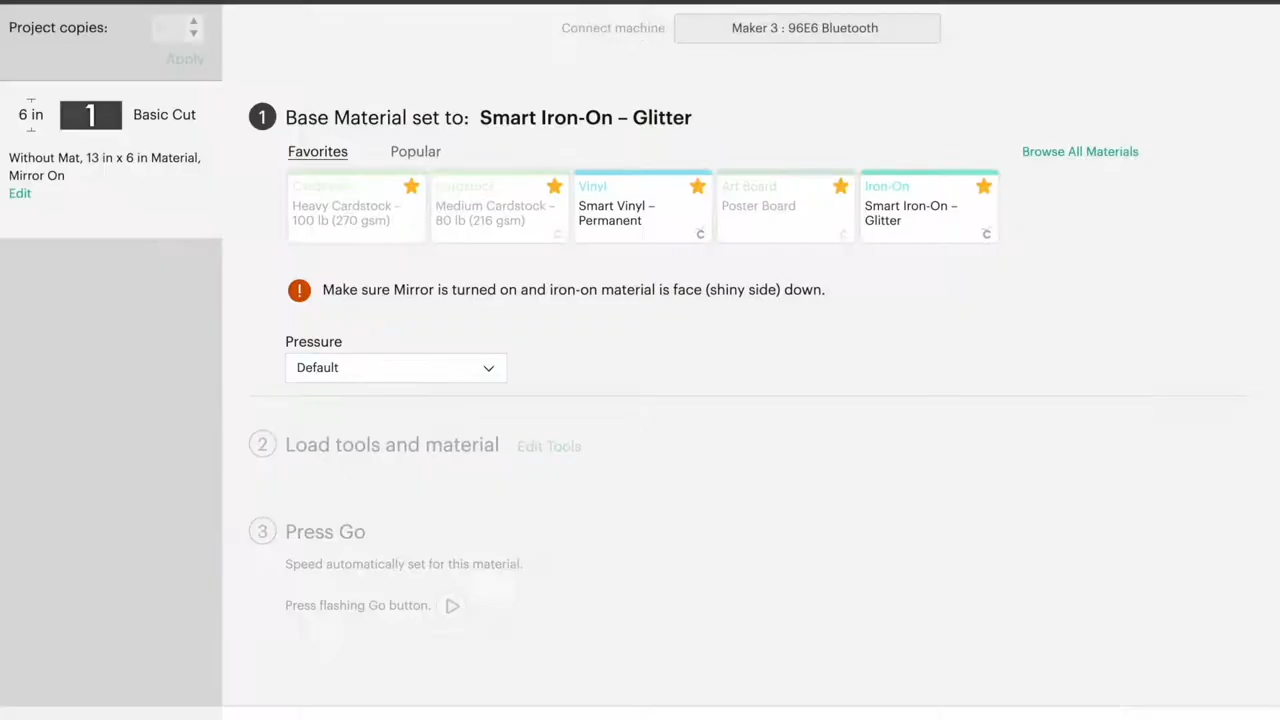 Project copies:
Apply
Connect machine
Maker 3 : 96E6 Bluetooth
6 in
1
Basic Cut
Without Mat, 13 in x 6 in Material,
Mirror On
Edit
1 Base Material set to: Smart Iron-On – Glitter
Favorites
Popular
Browse All Materials
Cardstock
Heavy Cardstock –
100 lb (270 gsm)
Cardstock
Medium Cardstock –
80 lb (216 gsm)
Vinyl
Smart Vinyl –
Permanent
Art Board
Poster Board
Iron-On
Smart Iron-On –
Glitter
! Make sure Mirror is turned on and iron-on material is face (shiny side) down.
Pressure
Default
2 Load tools and material Edit Tools
3 Press Go
Speed automatically set for this material.
Press flashing Go button.